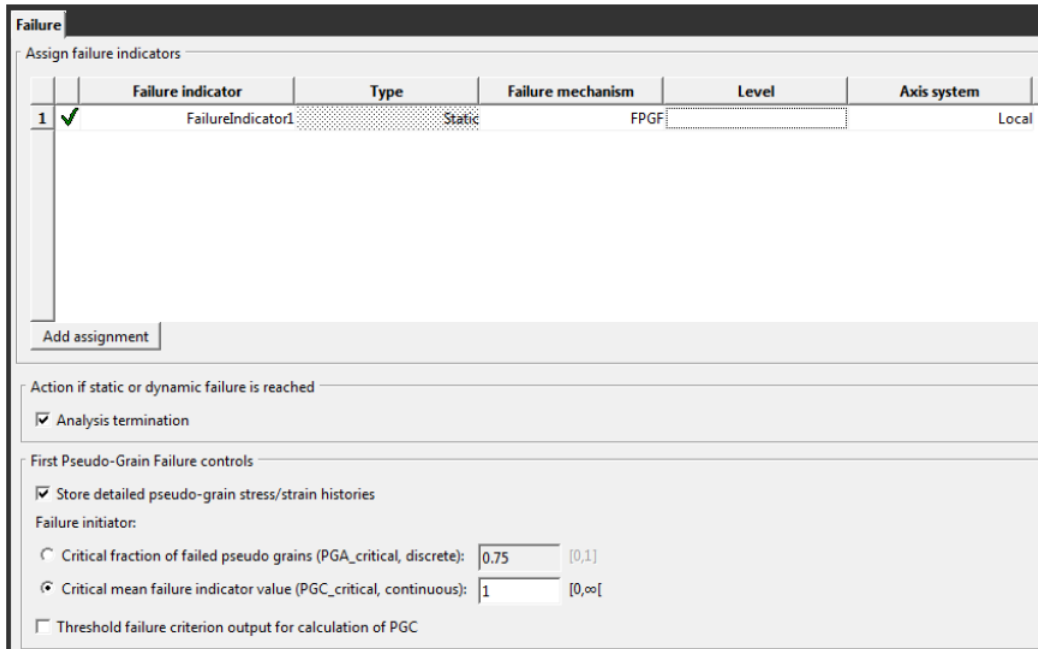 Failure
Assign failure indicators
Failure indicator Type Failure mechanism Level Axis system
1 FailureIndicator1 Static FPGF Local
Add assignment
Action if static or dynamic failure is reached
Analysis termination
First Pseudo-Grain Failure controls
Store detailed pseudo-grain stress/strain histories
Failure initiator:
Critical fraction of failed pseudo grains (PGA_critical, discrete): 0.75 [0,1]
Critical mean failure indicator value (PGC_critical, continuous): 1 [0,∞[
Threshold failure criterion output for calculation of PGC